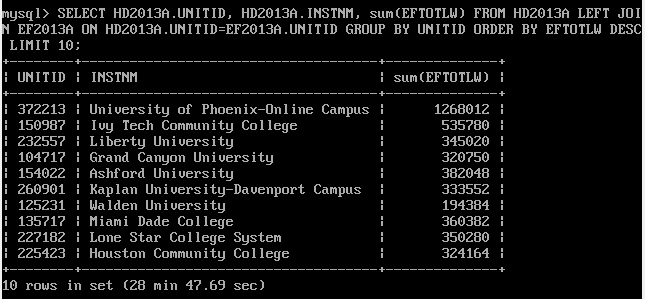 mysql> SELECT HD2013A.UNITID, HD2013A.INSTNM, sum(EFTOTLW) FROM HD2013A LEFT JOI
N EF2013A ON HD2013A.UNITID=EF2013A.UNITID GROUP BY UNITID ORDER BY EFTOTLW DESC
 LIMIT 10;
+--------+-----------------------------------+--------------+
| UNITID | INSTNM                            | sum(EFTOTLW) |
+--------+-----------------------------------+--------------+
| 372213 | University of Phoenix-Online Campus | 1268012 |
| 150987 | Ivy Tech Community College | 535780 |
| 232557 | Liberty University | 345020 |
| 104717 | Grand Canyon University | 320750 |
| 154022 | Ashford University | 382048 |
| 260901 | Kaplan University-Davenport Campus | 333552 |
| 125231 | Walden University | 194384 |
| 135717 | Miami Dade College | 360382 |
| 227182 | Lone Star College System | 350280 |
| 225423 | Houston Community College | 324164 |
+--------+-----------------------------------+--------------+
10 rows in set (28 min 47.69 sec)